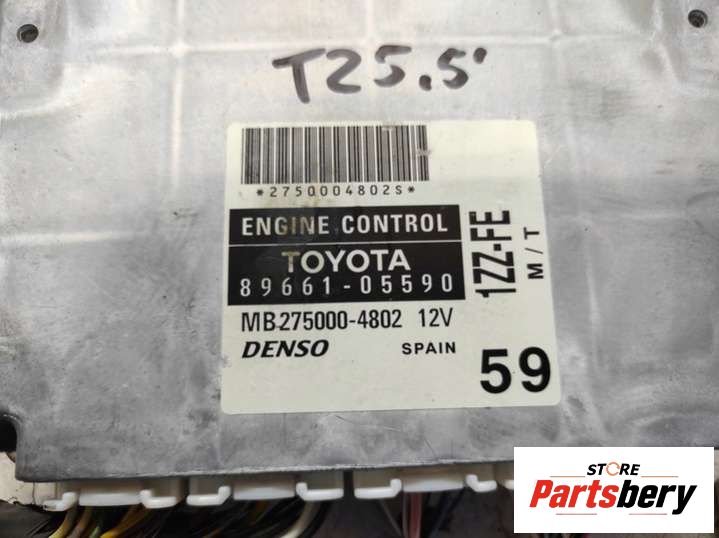 T25.5'
*2750004802S*
ENGINE CONTROL
TOYOTA
89661-05590
MB275000-4802 12V
DENSO SPAIN
1ZZ-FE
M/T
59
STORE
Partsbery